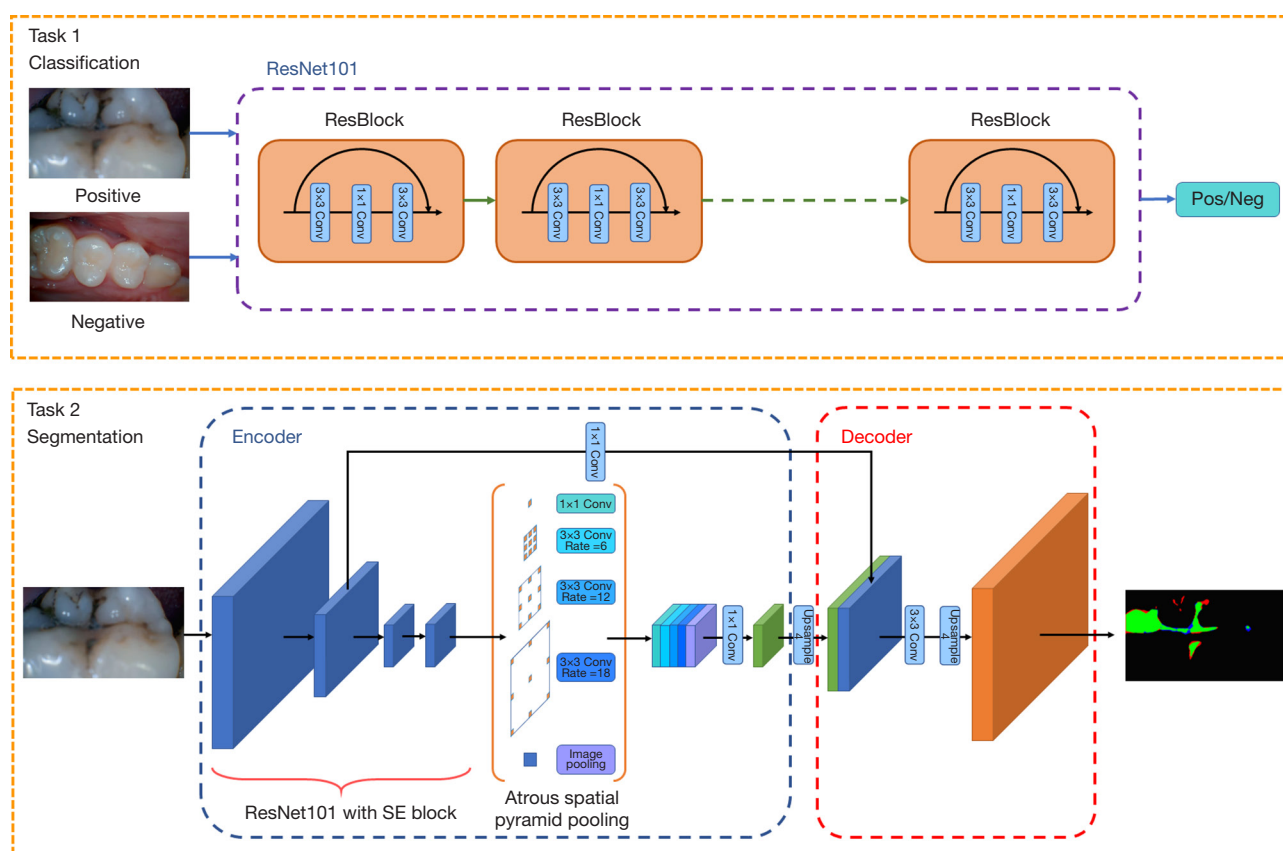 Task 1
Classification
ResNet101
ResBlock
ResBlock
ResBlock
3×3 Conv
1×1 Conv
3×3 Conv
3×3 Conv
1×1 Conv
3×3 Conv
3×3 Conv
1×1 Conv
3×3 Conv
Positive
Pos/Neg
Negative
Task 2
Segmentation
Encoder
Decoder
1×1 Conv
1×1 Conv
3×3 Conv
Rate =6
3×3 Conv
Rate =12
3×3 Conv
Rate =18
Image
pooling
1×1 Conv
Upsample
4
3×3 Conv
Upsample
4
ResNet101 with SE block
Atrous spatial
pyramid pooling